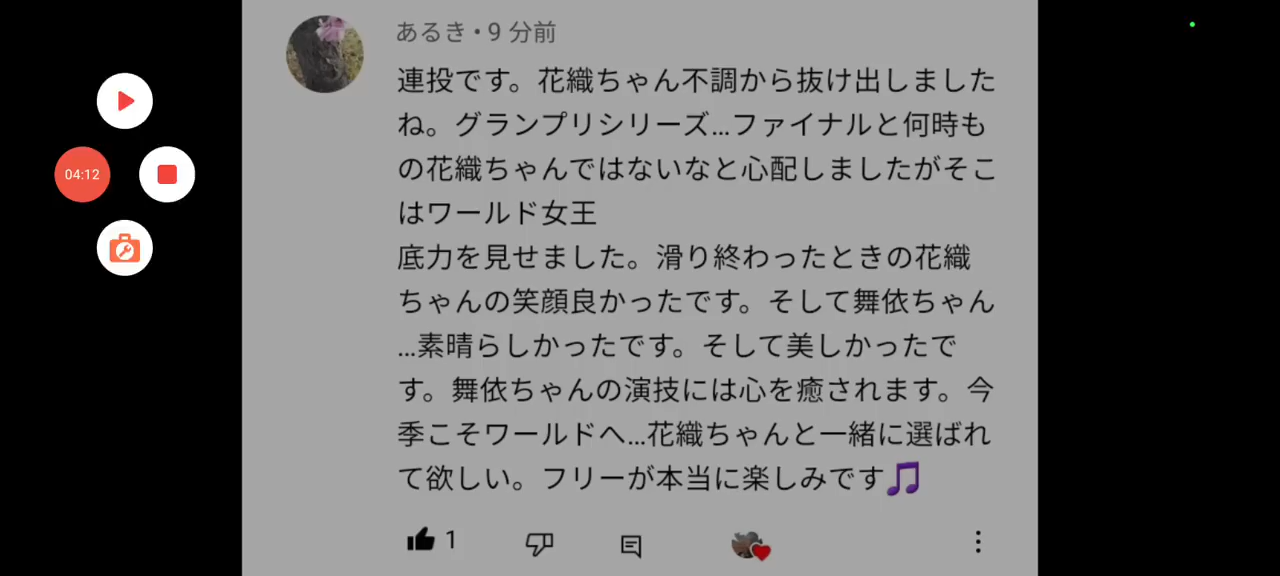 あるき・9 分前
連投です。花織ちゃん不調から抜け出しました
ね。グランプリシリーズ...ファイナルと何時も
の花織ちゃんではないなと心配しましたがそこ
はワールド女王
底力を見せました。滑り終わったときの花織
ちゃんの笑顔良かったです。そして舞依ちゃん
...素晴らしかったです。そして美しかったで
す。舞依ちゃんの演技には心を癒されます。今
季こそワールドへ...花織ちゃんと一緒に選ばれ
て欲しい。フリーが本当に楽しみです🎵
04:12
1